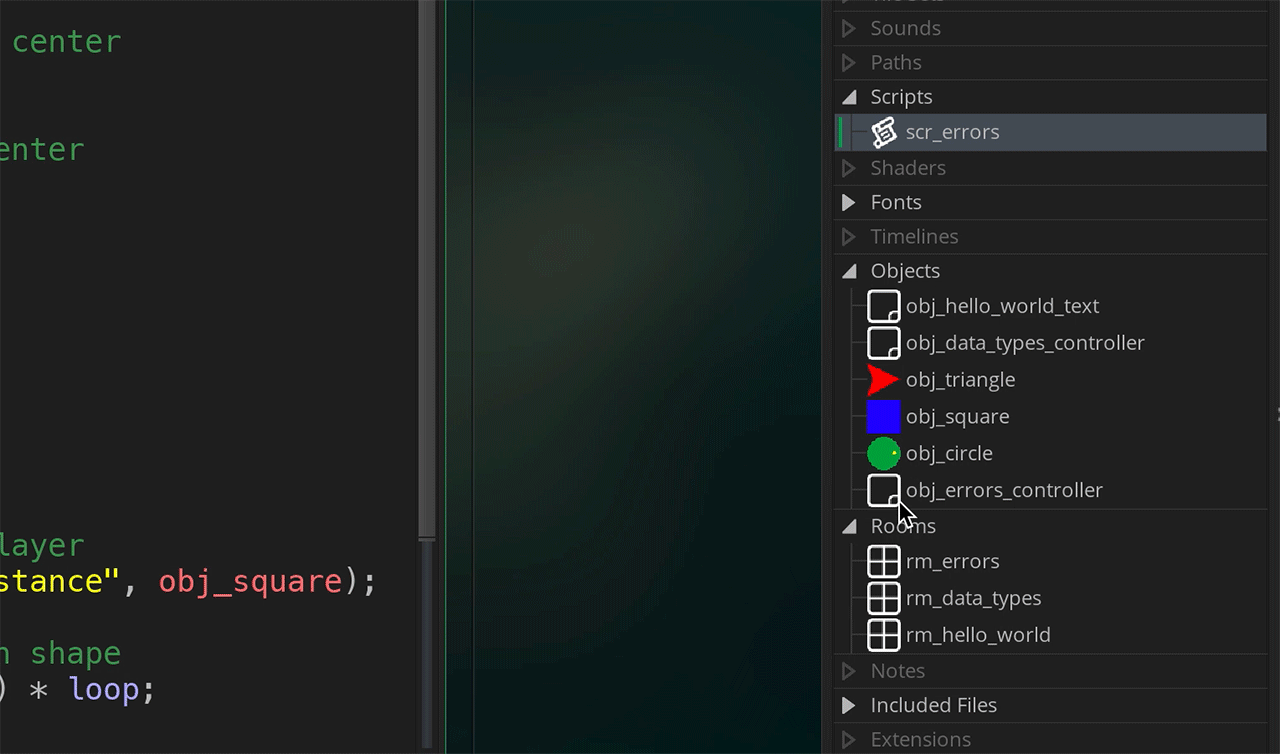 center
enter
layer
stance", obj_square);
shape
) * loop;
Sounds
Paths
Scripts
scr_errors
Shaders
Fonts
Timelines
Objects
obj_hello_world_text
obj_data_types_controller
obj_triangle
obj_square
obj_circle
obj_errors_controller
Rooms
rm_errors
rm_data_types
rm_hello_world
Notes
Included Files
Extensions